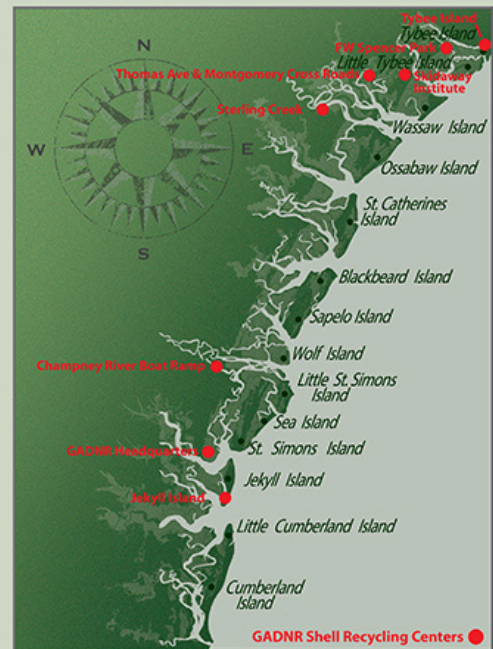 Tybee Island
Tybee Island
N
FW Spencer Park
Little Tybee Island
Thomas Ave & Montgomery Cross Roads
Skidaway
Institute
Sterling Creek
Wassaw Island
W
E
Ossabaw Island
St. Catherines
Island
S
Blackbeard Island
Sapelo Island
Wolf Island
Champney River Boat Ramp
Little St. Simons
Island
Sea Island
St. Simons Island
GADNR Headquarters
Jekyll Island
Jekyll Island
Little Cumberland Island
Cumberland
Island
GADNR Shell Recycling Centers